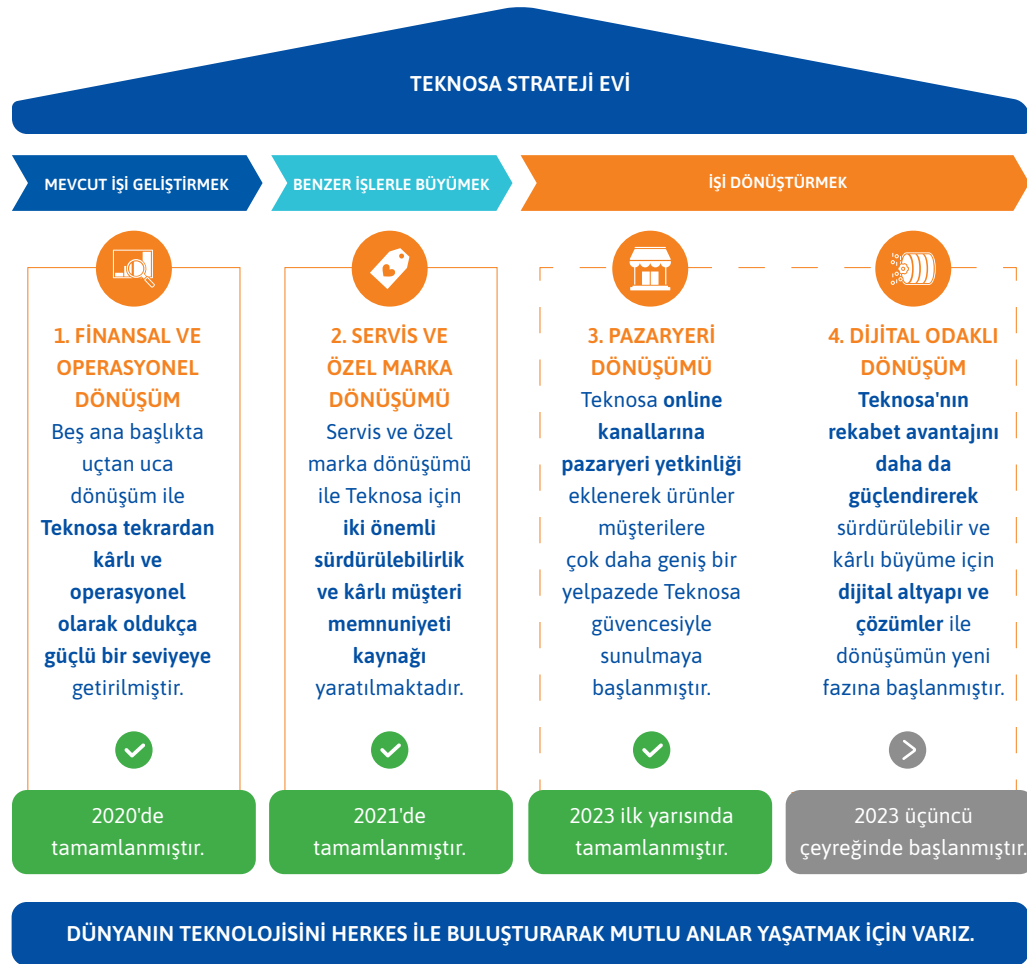 TEKNOSA STRATEJİ EVİ
MEVCUT İŞİ GELİŞTİRMEK
BENZER İŞLERLE BÜYÜMEK
İŞİ DÖNÜŞTÜRMEK
1. FİNANSAL VE
OPERASYONEL
DÖNÜŞÜM
Beş ana başlıkta
uçtan uca
dönüşüm ile
Teknosa tekrardan
kârlı ve
operasyonel
olarak oldukça
güçlü bir seviyeye
getirilmiştir.
2020'de
tamamlanmıştır.
2. SERVİS VE
ÖZEL MARKA
DÖNÜŞÜMÜ
Servis ve özel
marka dönüşümü
ile Teknosa için
iki önemli
sürdürülebilirlik
ve kârlı müşteri
memnuniyeti
kaynağı
yaratılmaktadır.
2021'de
tamamlanmıştır.
3. PAZARYERİ
DÖNÜŞÜMÜ
Teknosa online
kanallarına
pazaryeri yetkinliği
eklenerek ürünler
müşterilere
çok daha geniş bir
yelpazede Teknosa
güvencesiyle
sunulmaya
başlanmıştır.
2023 ilk yarısında
tamamlanmıştır.
4. DİJİTAL ODAKLI
DÖNÜŞÜM
Teknosa'nın
rekabet avantajını
daha da
güçlendirerek
sürdürülebilir ve
kârlı büyüme için
dijital altyapı ve
çözümler ile
dönüşümün yeni
fazına başlanmıştır.
2023 üçüncü
çeyreğinde başlanmıştır.
DÜNYANIN TEKNOLOJİSİNİ HERKES İLE BULUŞTURARAK MUTLU ANLAR YAŞATMAK İÇİN VARIZ.